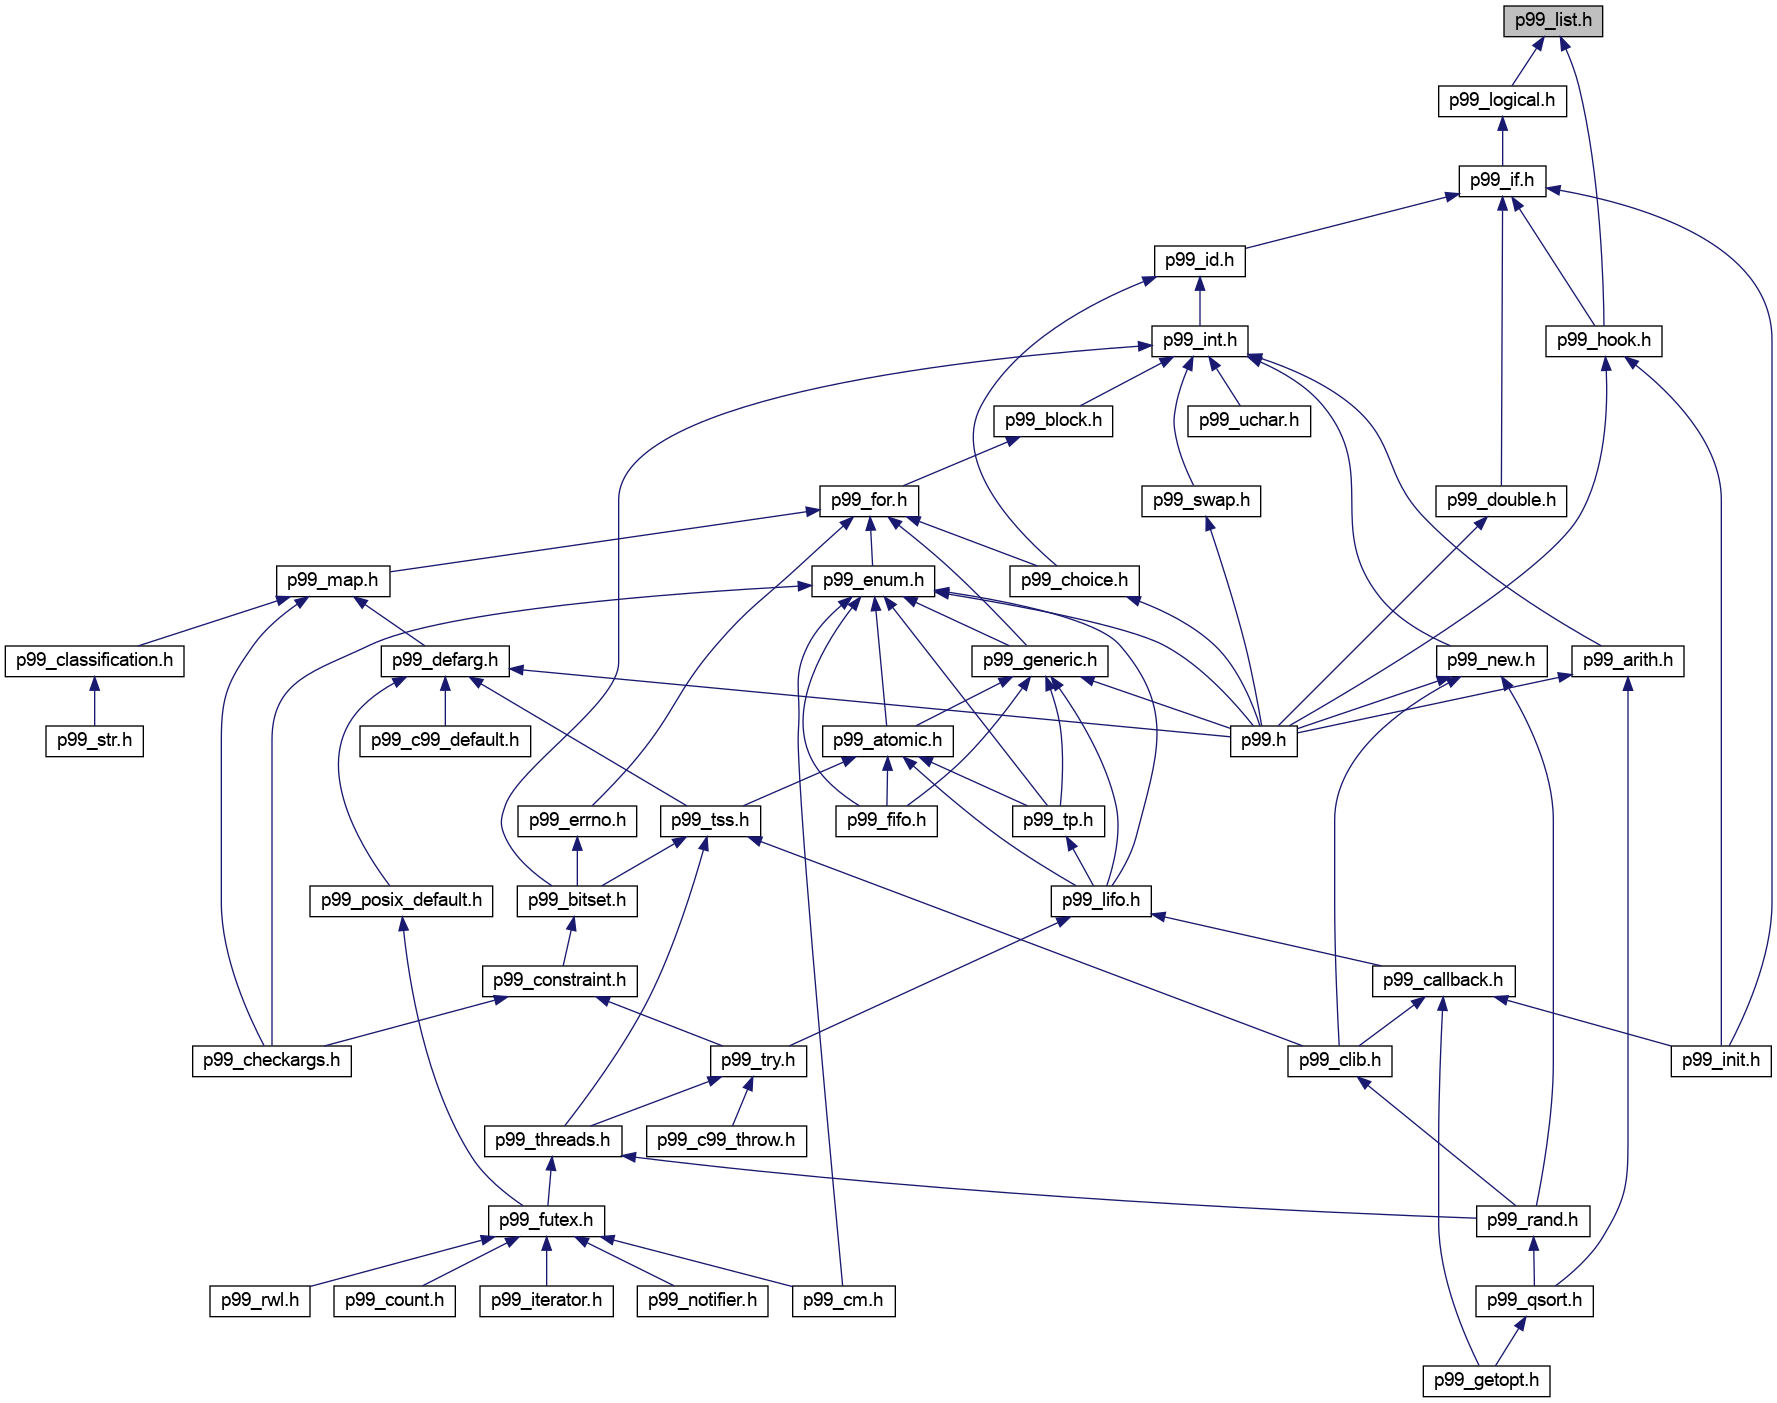 p99_list.h
p99_logical.h
p99_if.h
p99_id.h
p99_int.h
p99_hook.h
p99_block.h
p99_uchar.h
p99_for.h
p99_swap.h
p99_double.h
p99_map.h
p99_enum.h
p99_choice.h
p99_classification.h
p99_defarg.h
p99_generic.h
p99_new.h
p99_arith.h
p99_str.h
p99_c99_default.h
p99_atomic.h
p99.h
p99_errno.h
p99_tss.h
p99_fifo.h
p99_tp.h
p99_posix_default.h
p99_bitset.h
p99_lifo.h
p99_constraint.h
p99_callback.h
p99_checkargs.h
p99_try.h
p99_clib.h
p99_init.h
p99_threads.h
p99_c99_throw.h
p99_futex.h
p99_rand.h
p99_rwl.h
p99_count.h
p99_iterator.h
p99_notifier.h
p99_cm.h
p99_qsort.h
p99_getopt.h